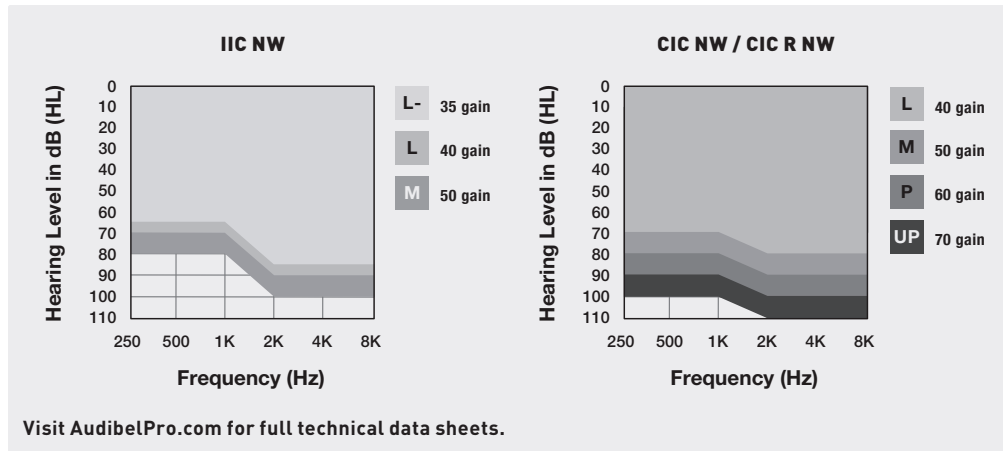 IIC NW
Hearing Level in dB (HL)
0
10
20
30
40
50
60
70
80
90
100
110
250 500 1K 2K 4K 8K
Frequency (Hz)
L- 35 gain
L 40 gain
M 50 gain
CIC NW / CIC R NW
Hearing Level in dB (HL)
0
10
20
30
40
50
60
70
80
90
100
110
250 500 1K 2K 4K 8K
Frequency (Hz)
L 40 gain
M 50 gain
P 60 gain
UP 70 gain
Visit AudibelPro.com for full technical data sheets.